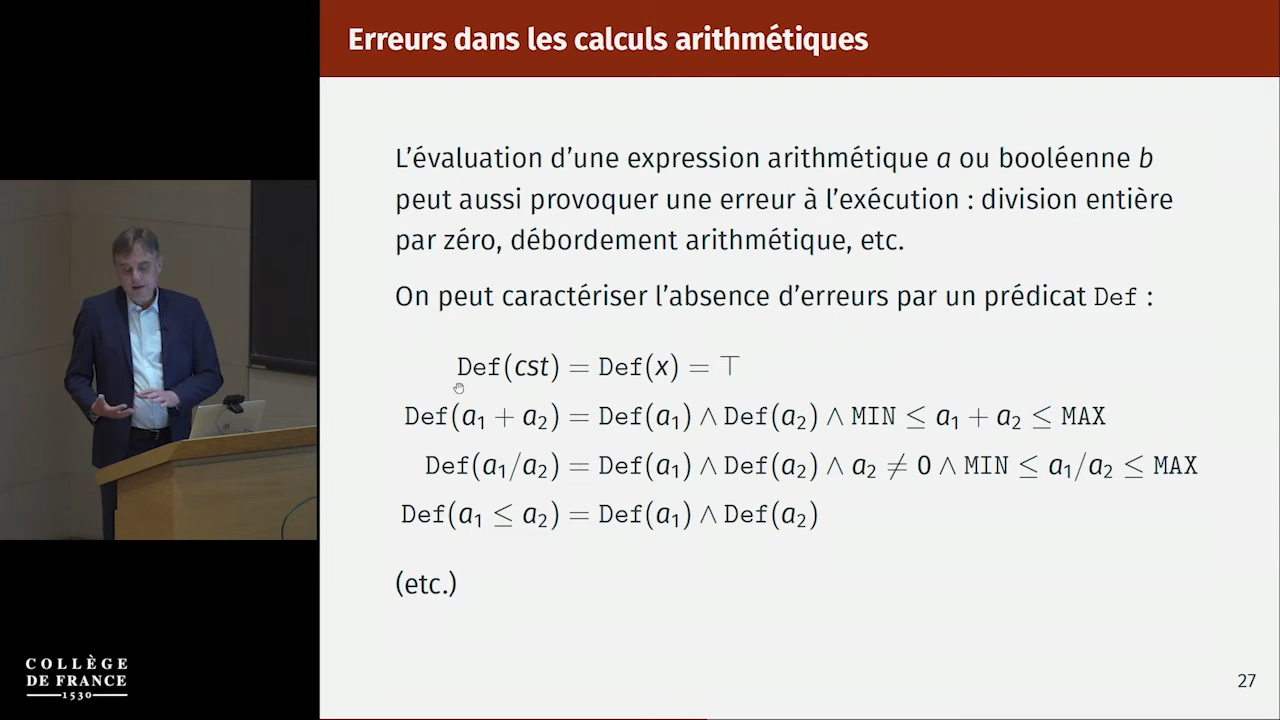 Erreurs dans les calculs arithmétiques
L'évaluation d'une expression arithmétique a ou booléenne b
peut aussi provoquer une erreur à l'exécution : division entière
par zéro, débordement arithmétique, etc.
On peut caractériser l'absence d'erreurs par un prédicat Def :
Def(cst) = Def(x) = ⊤
Def(a₁ + a₂) = Def(a₁) ∧ Def(a₂) ∧ MIN ≤ a₁ + a₂ ≤ MAX
Def(a₁/a₂) = Def(a₁) ∧ Def(a₂) ∧ a₂ ≠ 0 ∧ MIN ≤ a₁/a₂ ≤ MAX
Def(a₁ ≤ a₂) = Def(a₁) ∧ Def(a₂)
(etc.)
COLLÈGE
DE FRANCE
1530
27